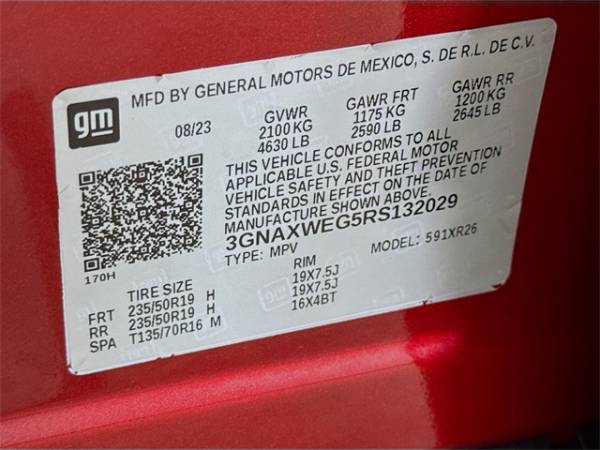 MFD BY GENERAL MOTORS DE MEXICO, S. DE R.L. DE C.V.
gm
08/23 GVWR GAWR FRT GAWR RR
2100 KG 1175 KG 1200 KG
4630 LB 2590 LB 2645 LB
THIS VEHICLE CONFORMS TO ALL
APPLICABLE U.S. FEDERAL MOTOR
VEHICLE SAFETY AND THEFT PREVENTION
STANDARDS IN EFFECT ON THE DATE OF
MANUFACTURE SHOWN ABOVE.
3GNAXWEG5RS132029
TYPE: MPV MODEL: 591XR26
170H
TIRE SIZE RIM
FRT 235/50R19 H 19X7.5J
RR 235/50R19 H 19X7.5J
SPA T135/70R16 M 16X4BT